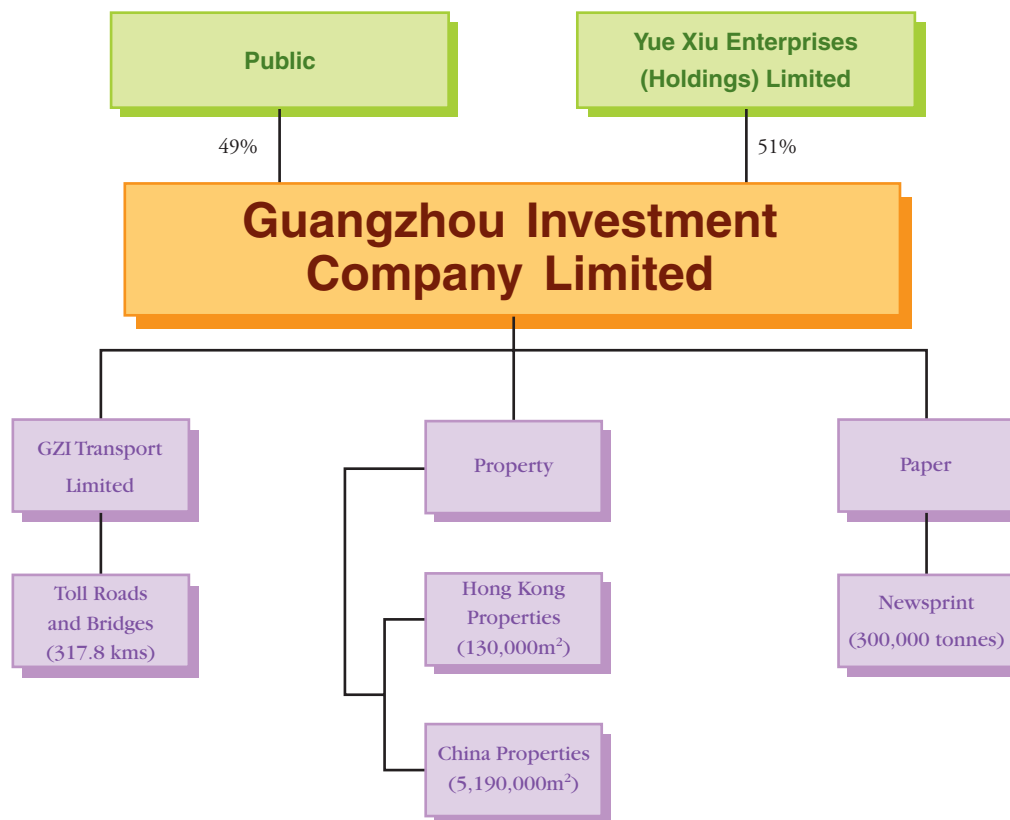 Public
Yue Xiu Enterprises
(Holdings) Limited
49%
51%
Guangzhou Investment
Company Limited
GZI Transport
Limited
Property
Paper
Toll Roads
and Bridges
(317.8 kms)
Hong Kong
Properties
(130,000m²)
Newsprint
(300,000 tonnes)
China Properties
(5,190,000m²)